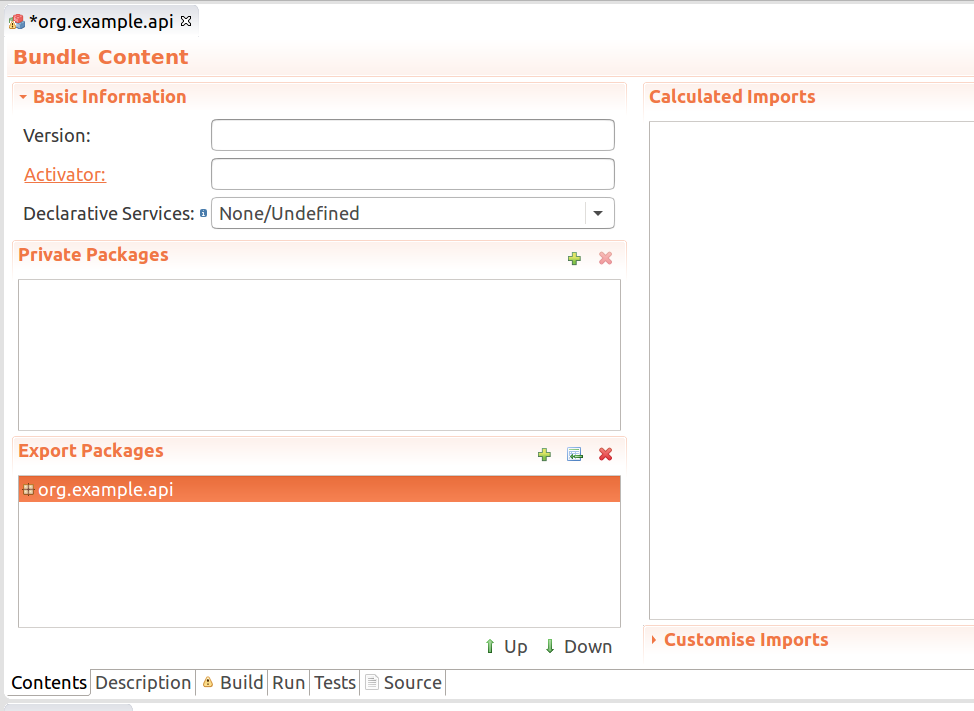 *org.example.api
Bundle Content
Basic Information
Version:
Activator:
Declarative Services:
None/Undefined
Private Packages
Export Packages
org.example.api
Up
Down
Calculated Imports
Customise Imports
Contents
Description
Build
Run
Tests
Source